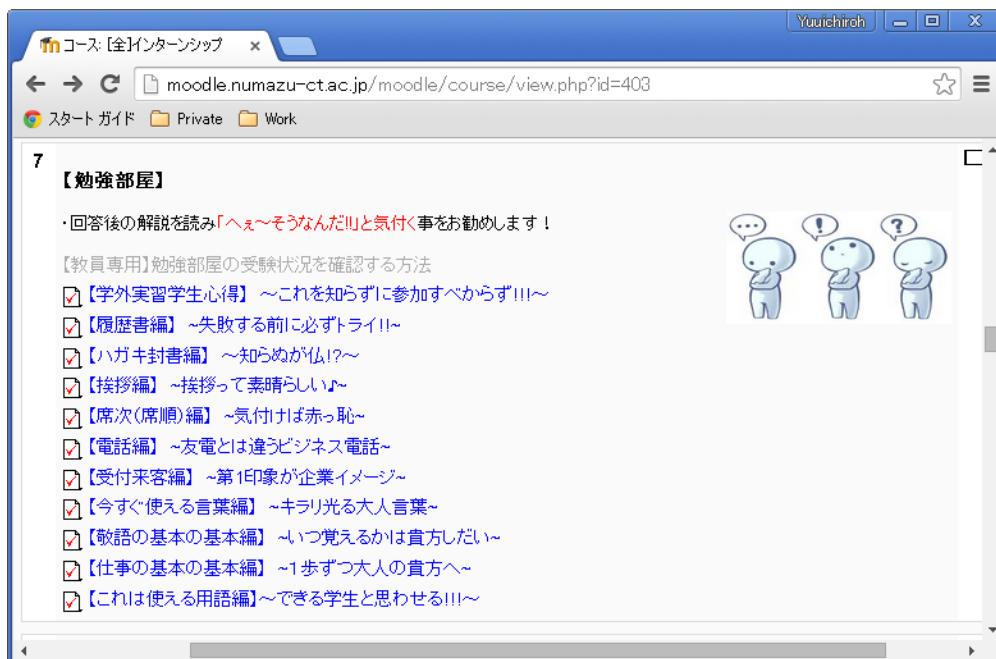 Yuuichiroh
コース: [全]インターンシップ
moodle.numazu-ct.ac.jp/moodle/course/view.php?id=403
スタート ガイド Private Work
7
【勉強部屋】
・回答後の解説を読み「へぇ～そうなんだ!!」と気付く事をお勧めします！
... ! ?
【教員専用】勉強部屋の受験状況を確認する方法
【学外実習学生心得】 ～これを知らずに参加すべからず!!!～
【履歴書編】 ~失敗する前に必ずトライ!!~
【ハガキ封書編】 ～知らぬが仏!?～
【挨拶編】 ~挨拶って素晴らしい♪~
【席次(席順)編】 ~気付けば赤っ恥~
【電話編】 ~友電とは違うビジネス電話~
【受付来客編】 ~第1印象が企業イメージ~
【今すぐ使える言葉編】 ~キラリ光る大人言葉~
【敬語の基本の基本編】 ~いつ覚えるかは貴方しだい~
【仕事の基本の基本編】 ~1歩ずつ大人の貴方へ~
【これは使える用語編】～できる学生と思わせる!!!～